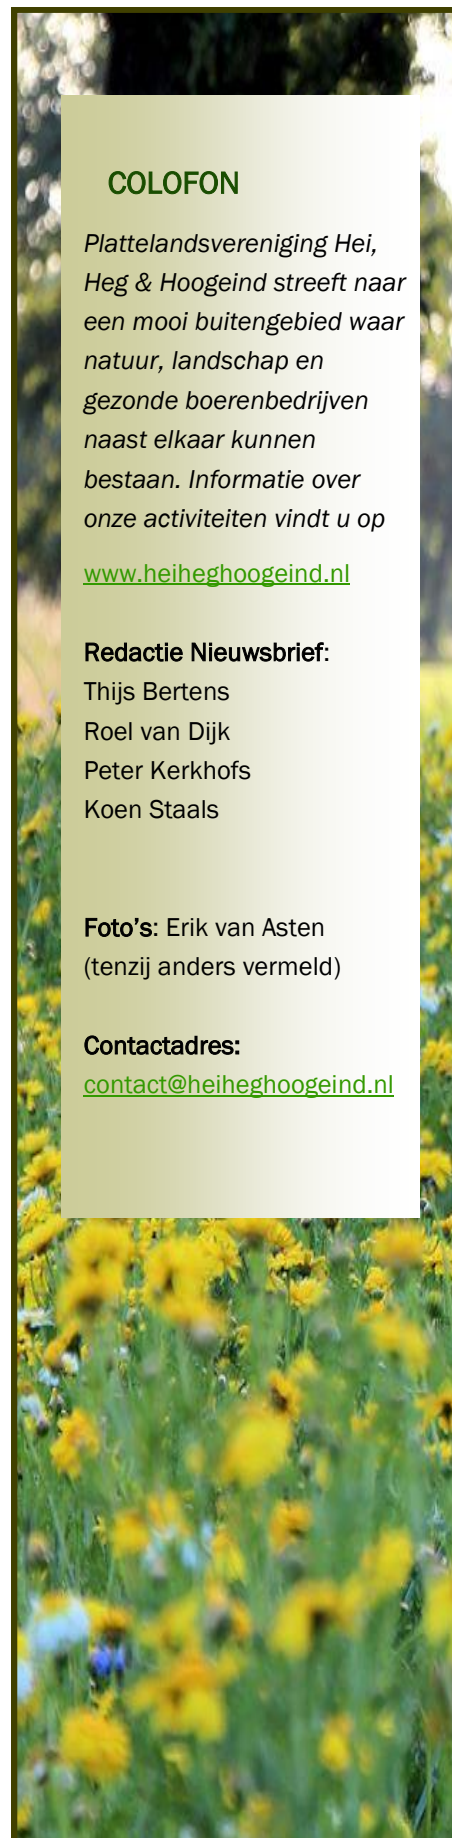 COLOFON
Plattelandsvereniging Hei,
Heg & Hoogeind streeft naar
een mooi buitengebied waar
natuur, landschap en
gezonde boerenbedrijven
naast elkaar kunnen
bestaan. Informatie over
onze activiteiten vindt u op
www.heiheghoogeind.nl
Redactie Nieuwsbrief:
Thijs Bertens
Roel van Dijk
Peter Kerkhofs
Koen Staals
Foto’s: Erik van Asten
(tenzij anders vermeld)
Contactadres:
contact@heiheghoogeind.nl